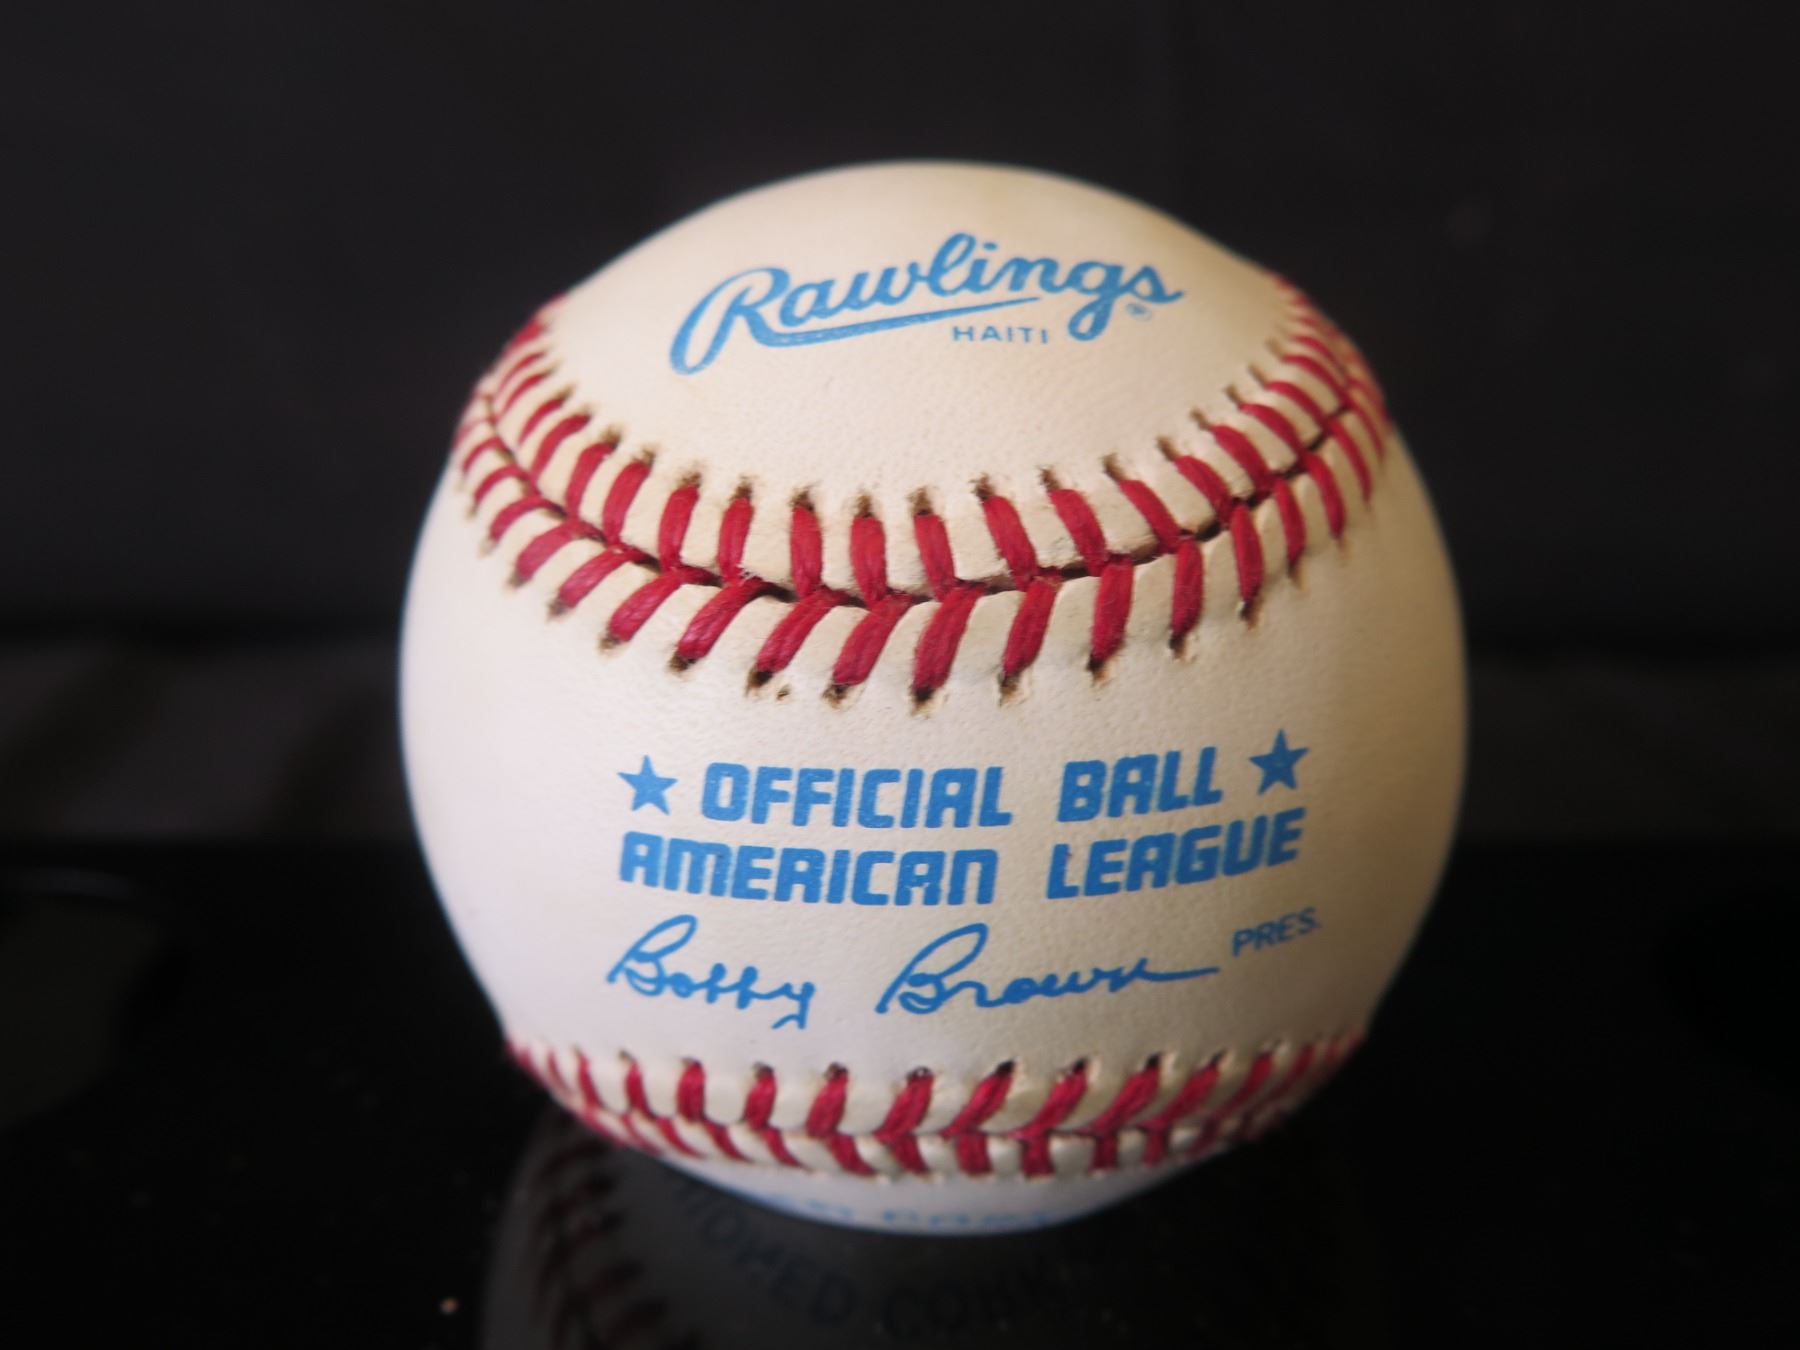 Rawlings®
HAITI
★ OFFICIAL BALL ★
AMERICAN LEAGUE
Bobby Brown PRES.